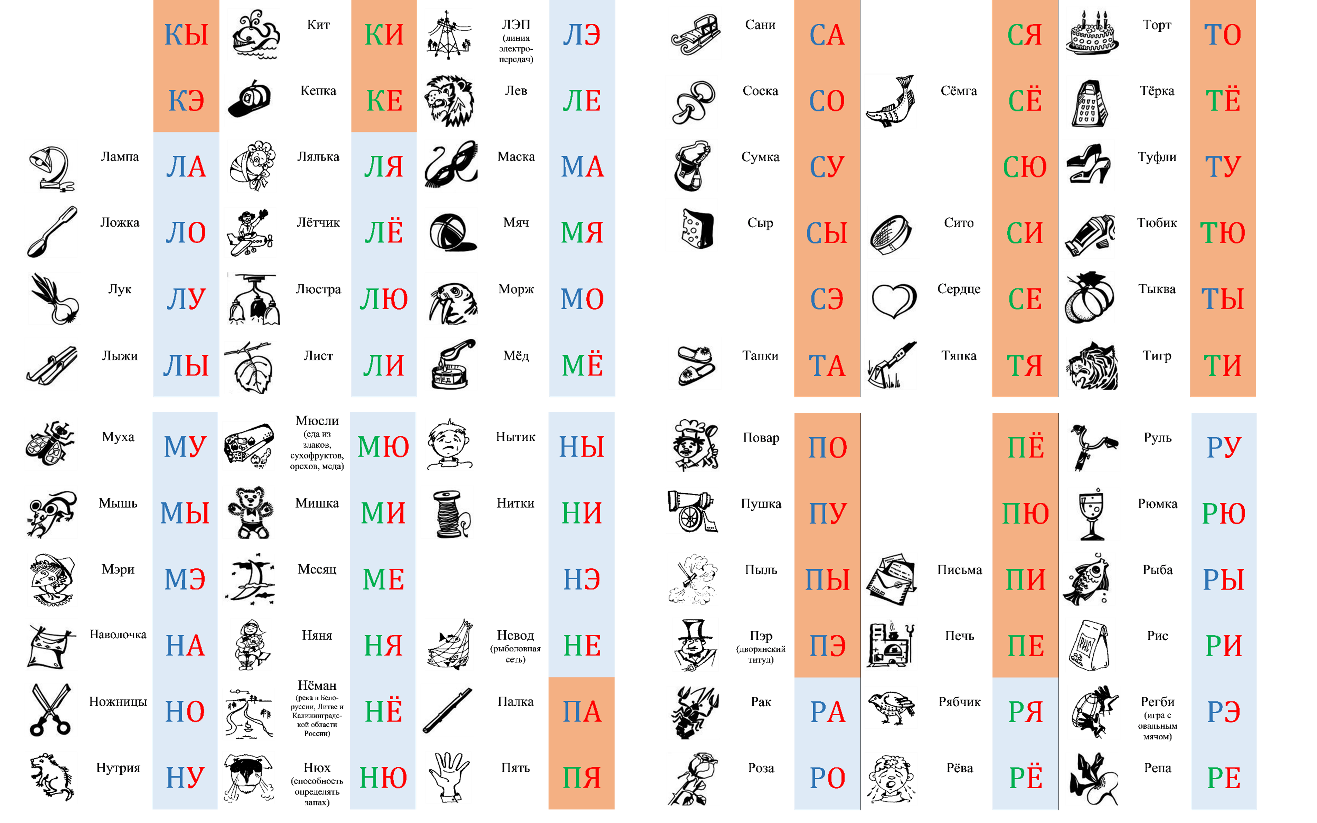 КЫ Кит КИ ЛЭП ЛЭ Сани СА СЯ Торт ТО
(линия
электро-
передач)
КЭ Кепка КЕ Лев ЛЕ Соска СО Сёмга СЁ Тёрка ТЁ
Лампа ЛА Лялька ЛЯ Маска МА Сумка СУ СЮ Туфли ТУ
Ложка ЛО Лётчик ЛЁ Мяч МЯ Сыр СЫ Сито СИ Тюбик ТЮ
Лук ЛУ Люстра ЛЮ Морж МО СЭ Сердце СЕ Тыква ТЫ
Лыжи ЛЫ Лист ЛИ Мёд МЁ Тапки ТА Тяпка ТЯ Тигр ТИ
Муха МУ Мюсли МЮ Нытик НЫ Повар ПО ПЁ Руль РУ
(еда из
злаков,
сухофруктов,
орехов, меда)
Мышь МЫ Мишка МИ Нитки НИ Пушка ПУ ПЮ Рюмка РЮ
Мэри МЭ Месяц МЕ НЭ Пыль ПЫ Письма ПИ Рыба РЫ
Наволочка НА Няня НЯ Невод НЕ Пэр ПЭ Печь ПЕ Рис РИ
(рыболовная (дворянский
сеть) титул)
Ножницы НО Нёман НЁ Палка ПА Рак РА Рябчик РЯ Регби РЭ
(река в Бело- (игра с
руссии, Литве и овальным
Калининградс- мячом)
кой области
России)
Нутрия НУ Нюх НЮ Пять ПЯ Роза РО Рёва РЁ Репа РЕ
(способность
определять
запах)